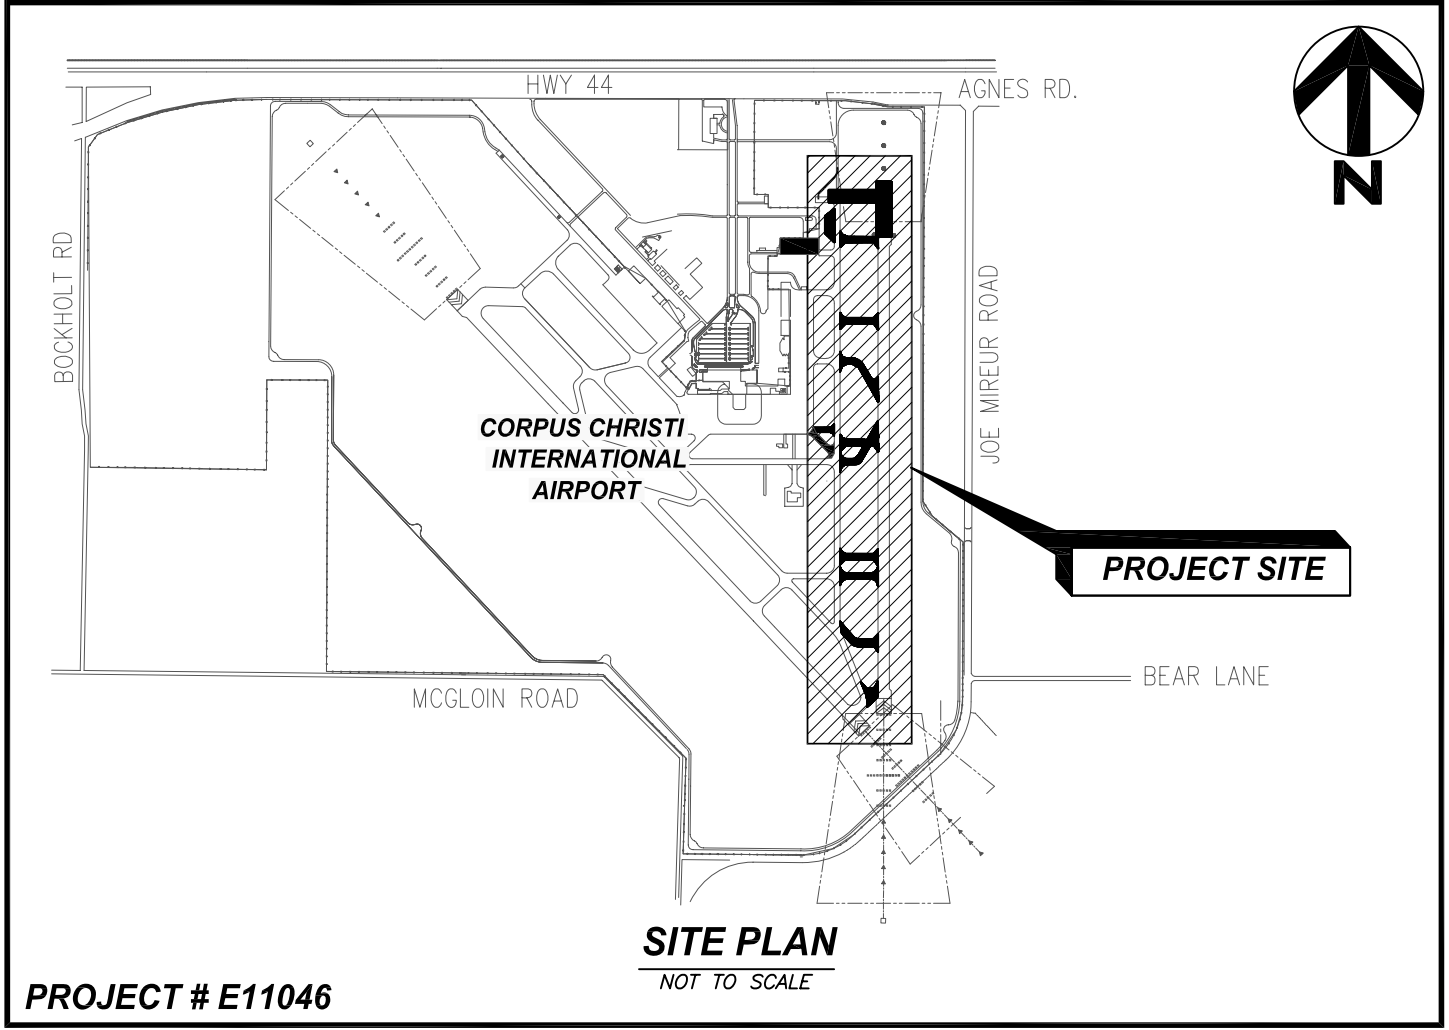 HWY 44
AGNES RD.
N
BOCKHOLT RD
JOE MIREUR ROAD
CORPUS CHRISTI
INTERNATIONAL
AIRPORT
PROJECT SITE
BEAR LANE
MCGLOIN ROAD
SITE PLAN
NOT TO SCALE
PROJECT # E11046